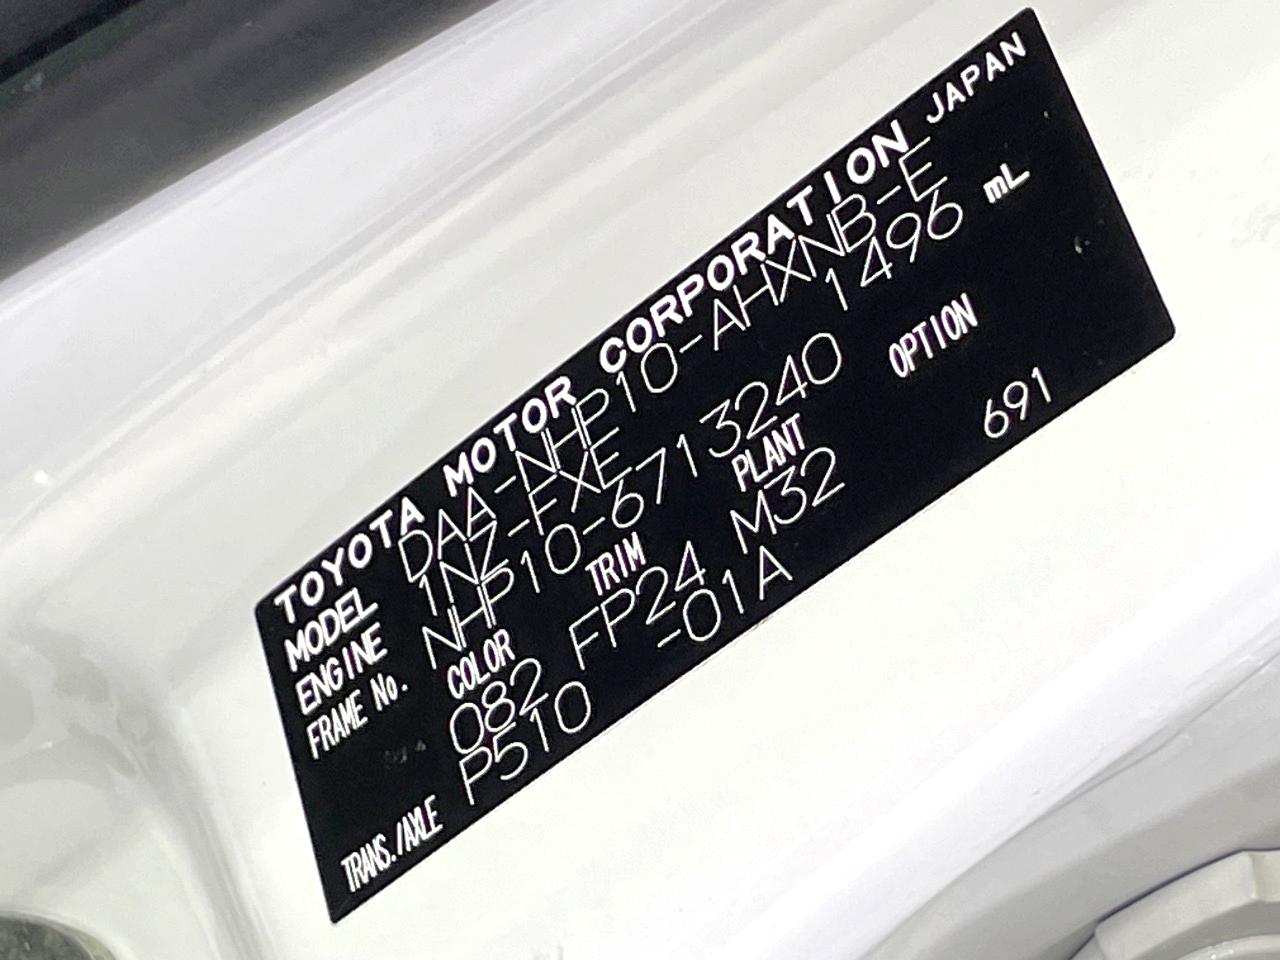 TOYOTA MOTOR CORPORATION JAPAN
MODEL DAA-NHP10-AHXNB-E
ENGINE 1NZ-FXE 1496 mL
FRAME No. NHP10-6713240
COLOR TRIM PLANT OPTION
082 FP24 M32 691
P510 -01A
TRANS./AXLE